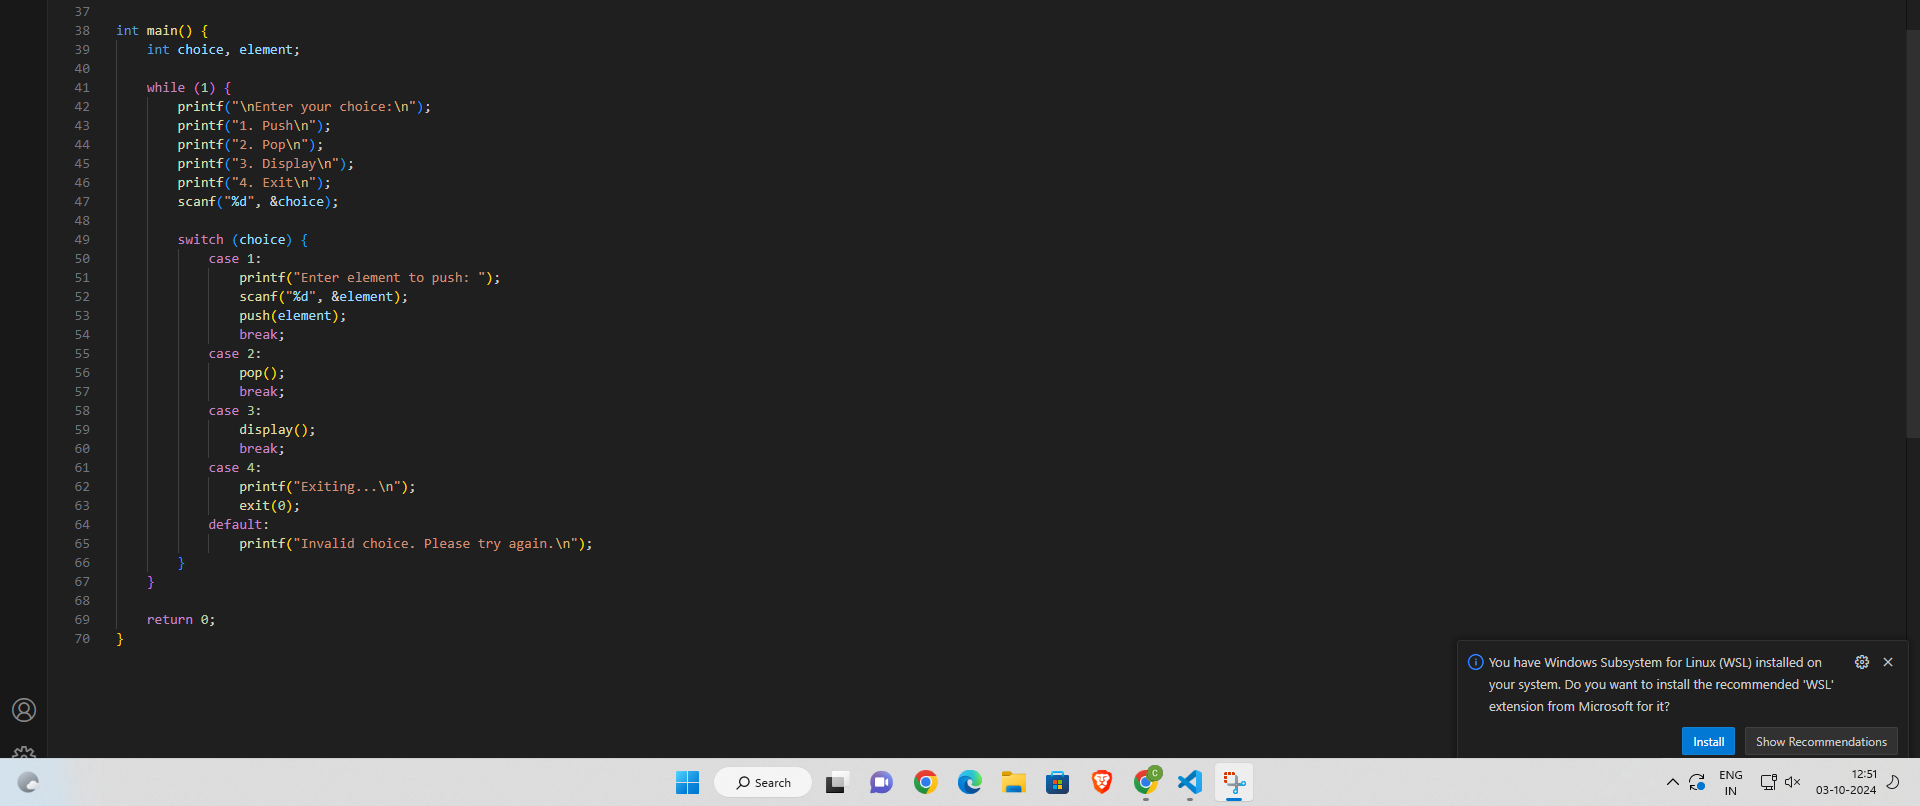 37
38 int main() {
39     int choice, element;
40
41     while (1) {
42         printf("\nEnter your choice:\n");
43         printf("1. Push\n");
44         printf("2. Pop\n");
45         printf("3. Display\n");
46         printf("4. Exit\n");
47         scanf("%d", &choice);
48
49         switch (choice) {
50             case 1:
51                 printf("Enter element to push: ");
52                 scanf("%d", &element);
53                 push(element);
54                 break;
55             case 2:
56                 pop();
57                 break;
58             case 3:
59                 display();
60                 break;
61             case 4:
62                 printf("Exiting...\n");
63                 exit(0);
64             default:
65                 printf("Invalid choice. Please try again.\n");
66         }
67     }
68
69     return 0;
70 }
You have Windows Subsystem for Linux (WSL) installed on
your system. Do you want to install the recommended 'WSL'
extension from Microsoft for it?
Install
Show Recommendations
Search
C
ENG
IN
12:51
03-10-2024